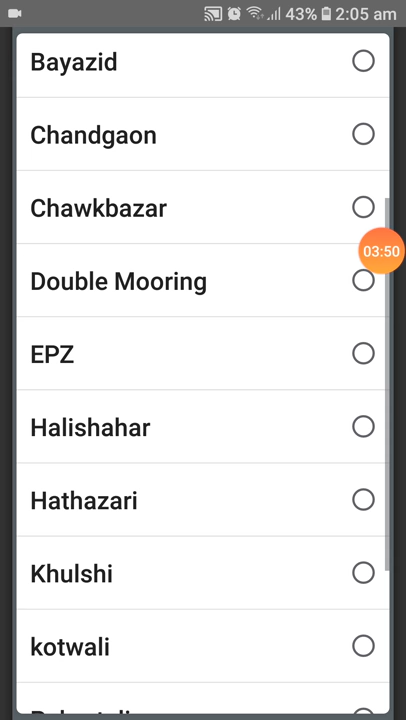 43% 2:05 am
Bayazid
Chandgaon
Chawkbazar
03:50
Double Mooring
EPZ
Halishahar
Hathazari
Khulshi
kotwali